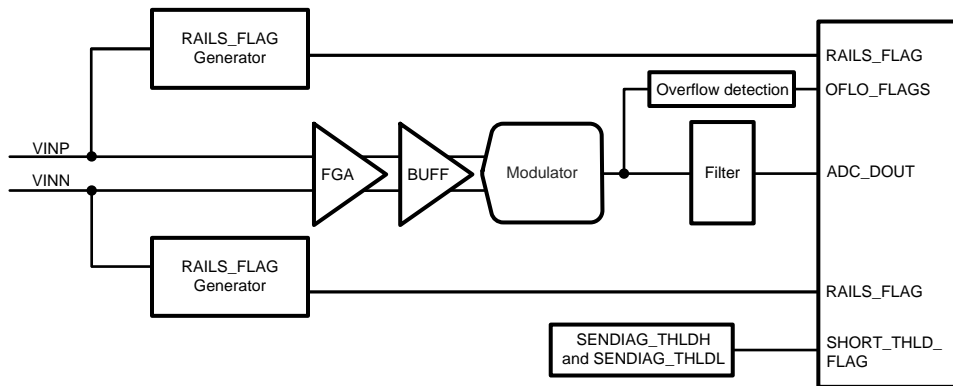 RAILS_FLAG
Generator
RAILS_FLAG
Overflow detection
OFLO_FLAGS
VINP
VINN
FGA
BUFF
Modulator
Filter
ADC_DOUT
RAILS_FLAG
Generator
RAILS_FLAG
SENDIAG_THLDH
and SENDIAG_THLDL
SHORT_THLD_
FLAG